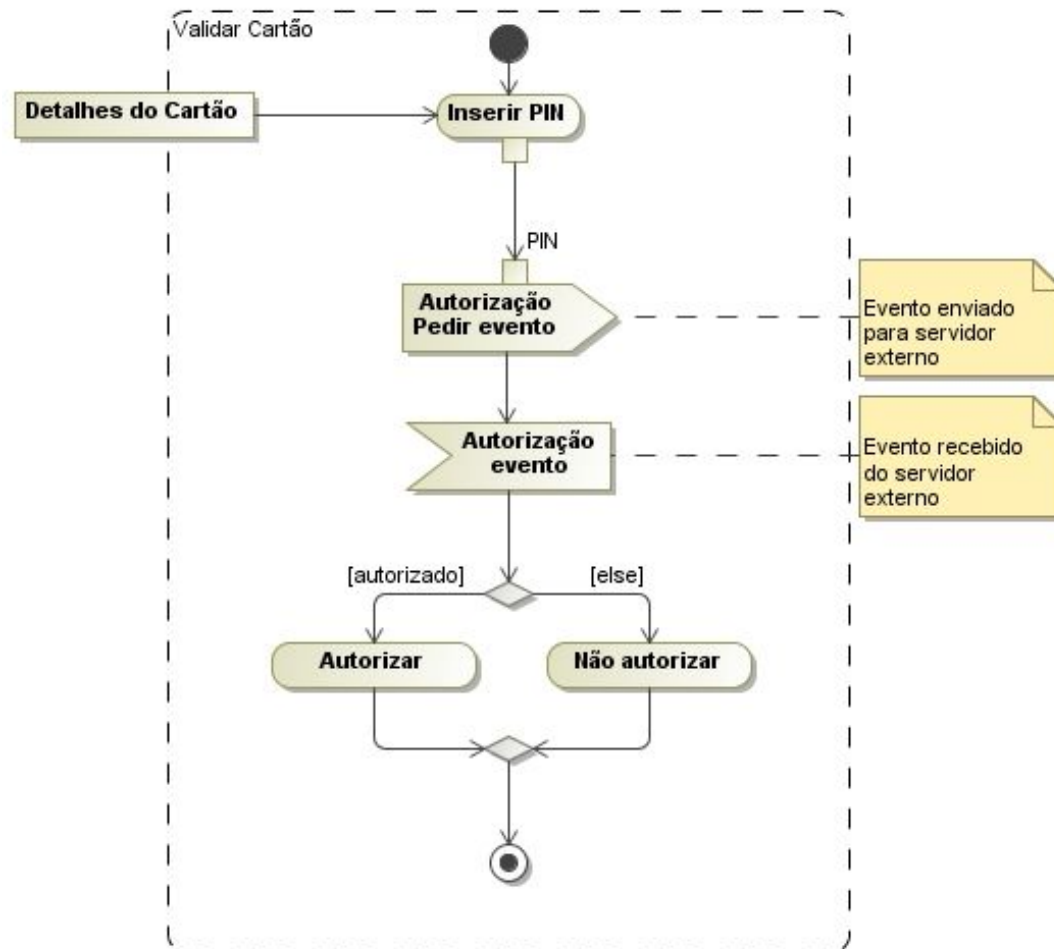 Validar Cartão
Detalhes do Cartão
Inserir PIN
PIN
Autorização
Pedir evento
Evento enviado
para servidor
externo
Autorização
evento
Evento recebido
do servidor
externo
[autorizado]
[else]
Autorizar
Não autorizar